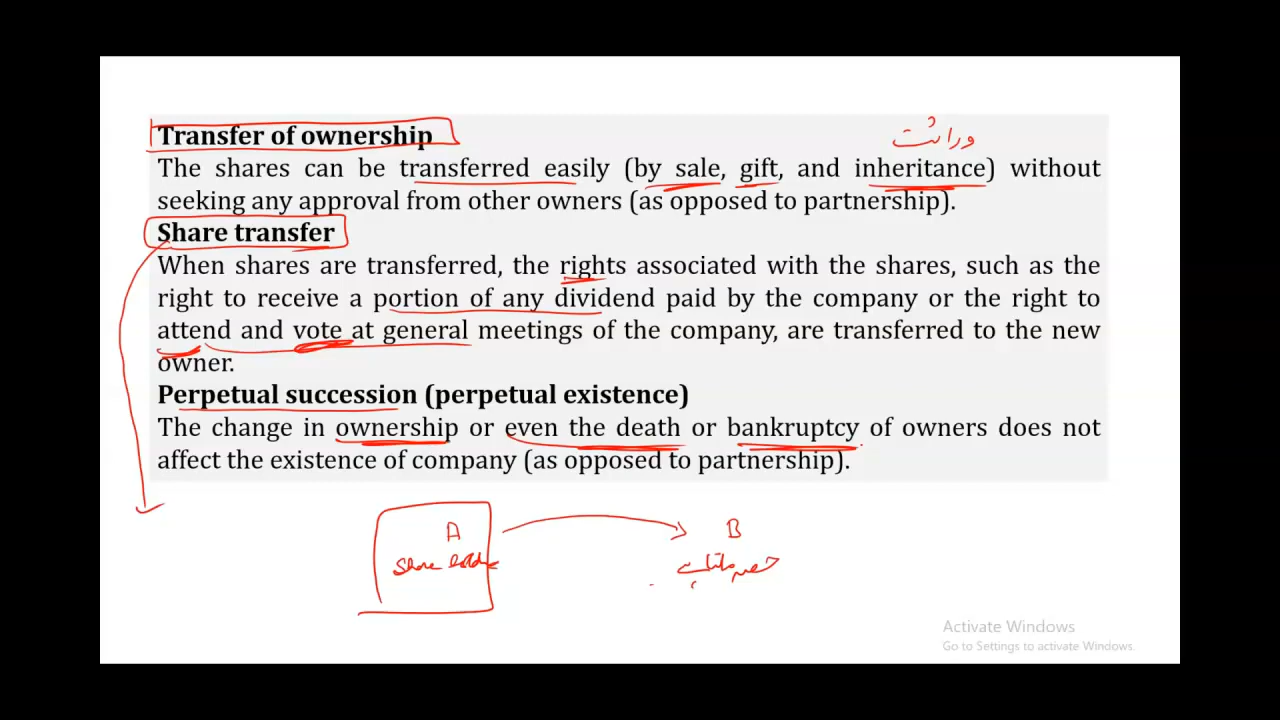 وراثت
Transfer of ownership
The shares can be transferred easily (by sale, gift, and inheritance) without
seeking any approval from other owners (as opposed to partnership).
Share transfer
When shares are transferred, the rights associated with the shares, such as the
right to receive a portion of any dividend paid by the company or the right to
attend and vote at general meetings of the company, are transferred to the new
owner.
Perpetual succession (perpetual existence)
The change in ownership or even the death or bankruptcy of owners does not
affect the existence of company (as opposed to partnership).
A B
Share
Activate Windows
Go to Settings to activate Windows.